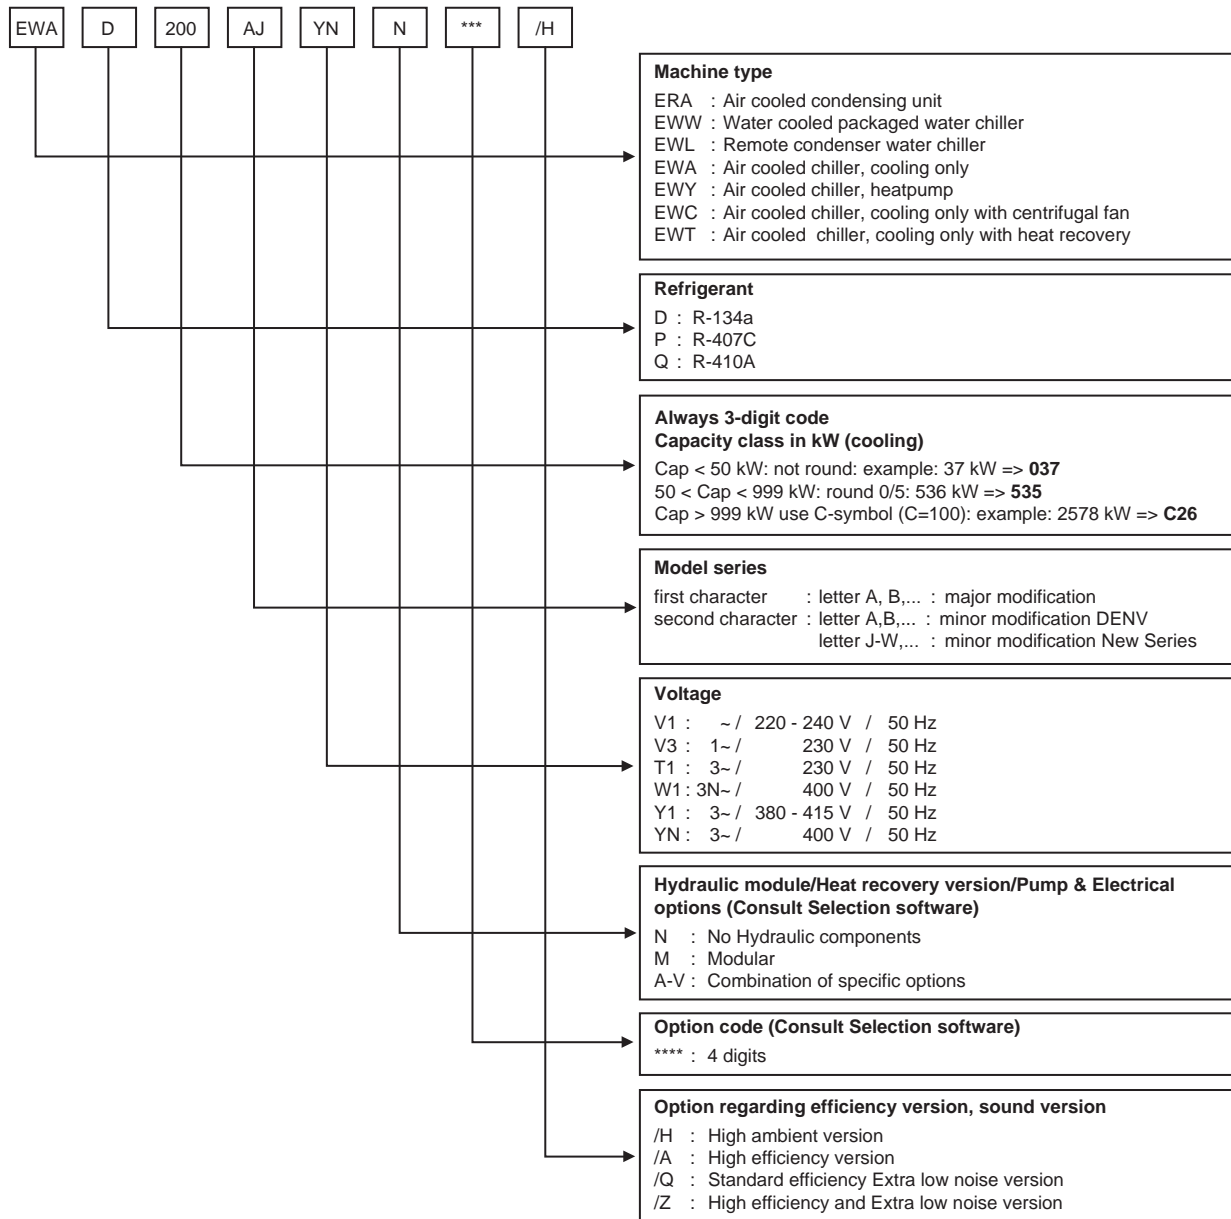 EWA D 200 AJ YN N *** /H
Machine type
ERA : Air cooled condensing unit
EWW : Water cooled packaged water chiller
EWL : Remote condenser water chiller
EWA : Air cooled chiller, cooling only
EWY : Air cooled chiller, heatpump
EWC : Air cooled chiller, cooling only with centrifugal fan
EWT : Air cooled chiller, cooling only with heat recovery
Refrigerant
D : R-134a
P : R-407C
Q : R-410A
Always 3-digit code
Capacity class in kW (cooling)
Cap < 50 kW: not round: example: 37 kW => 037
50 < Cap < 999 kW: round 0/5: 536 kW => 535
Cap > 999 kW use C-symbol (C=100): example: 2578 kW => C26
Model series
first character : letter A, B,... : major modification
second character : letter A,B,... : minor modification DENV
letter J-W,... : minor modification New Series
Voltage
V1 : ~ / 220 - 240 V / 50 Hz
V3 : 1~ / 230 V / 50 Hz
T1 : 3~ / 230 V / 50 Hz
W1 : 3N~ / 400 V / 50 Hz
Y1 : 3~ / 380 - 415 V / 50 Hz
YN : 3~ / 400 V / 50 Hz
Hydraulic module/Heat recovery version/Pump & Electrical
options (Consult Selection software)
N : No Hydraulic components
M : Modular
A-V : Combination of specific options
Option code (Consult Selection software)
**** : 4 digits
Option regarding efficiency version, sound version
/H : High ambient version
/A : High efficiency version
/Q : Standard efficiency Extra low noise version
/Z : High efficiency and Extra low noise version